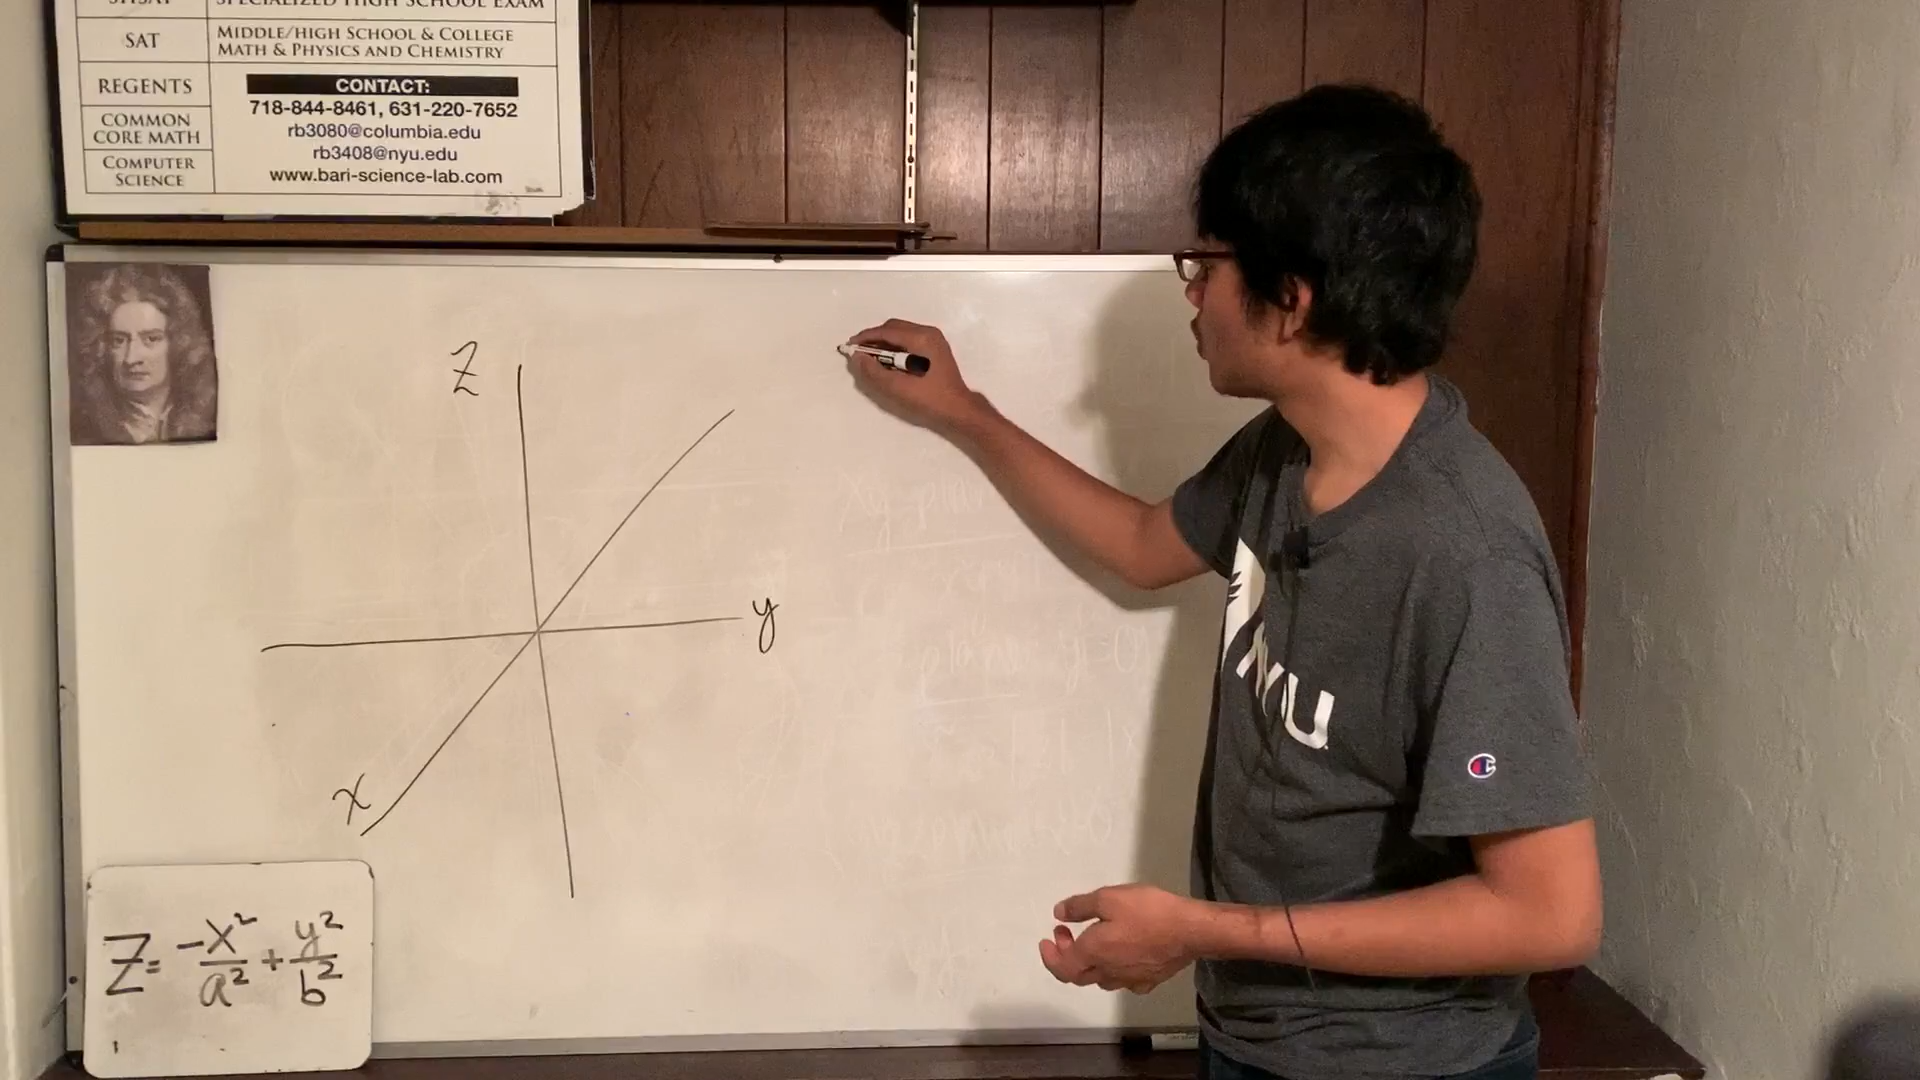 SHSAT SPECIALIZED HIGH SCHOOL EXAM
SAT
MIDDLE/HIGH SCHOOL & COLLEGE
MATH & PHYSICS AND CHEMISTRY
REGENTS
COMMON
CORE MATH
COMPUTER
SCIENCE
CONTACT:
718-844-8461, 631-220-7652
rb3080@columbia.edu
rb3408@nyu.edu
www.bari-science-lab.com
Z
y
x
Z = -x²/a² + y²/b²
NYU